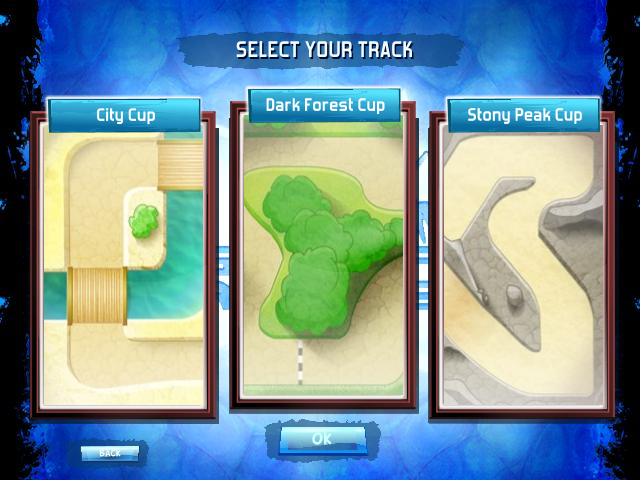 SELECT YOUR TRACK
City Cup
Dark Forest Cup
Stony Peak Cup
OK
BACK